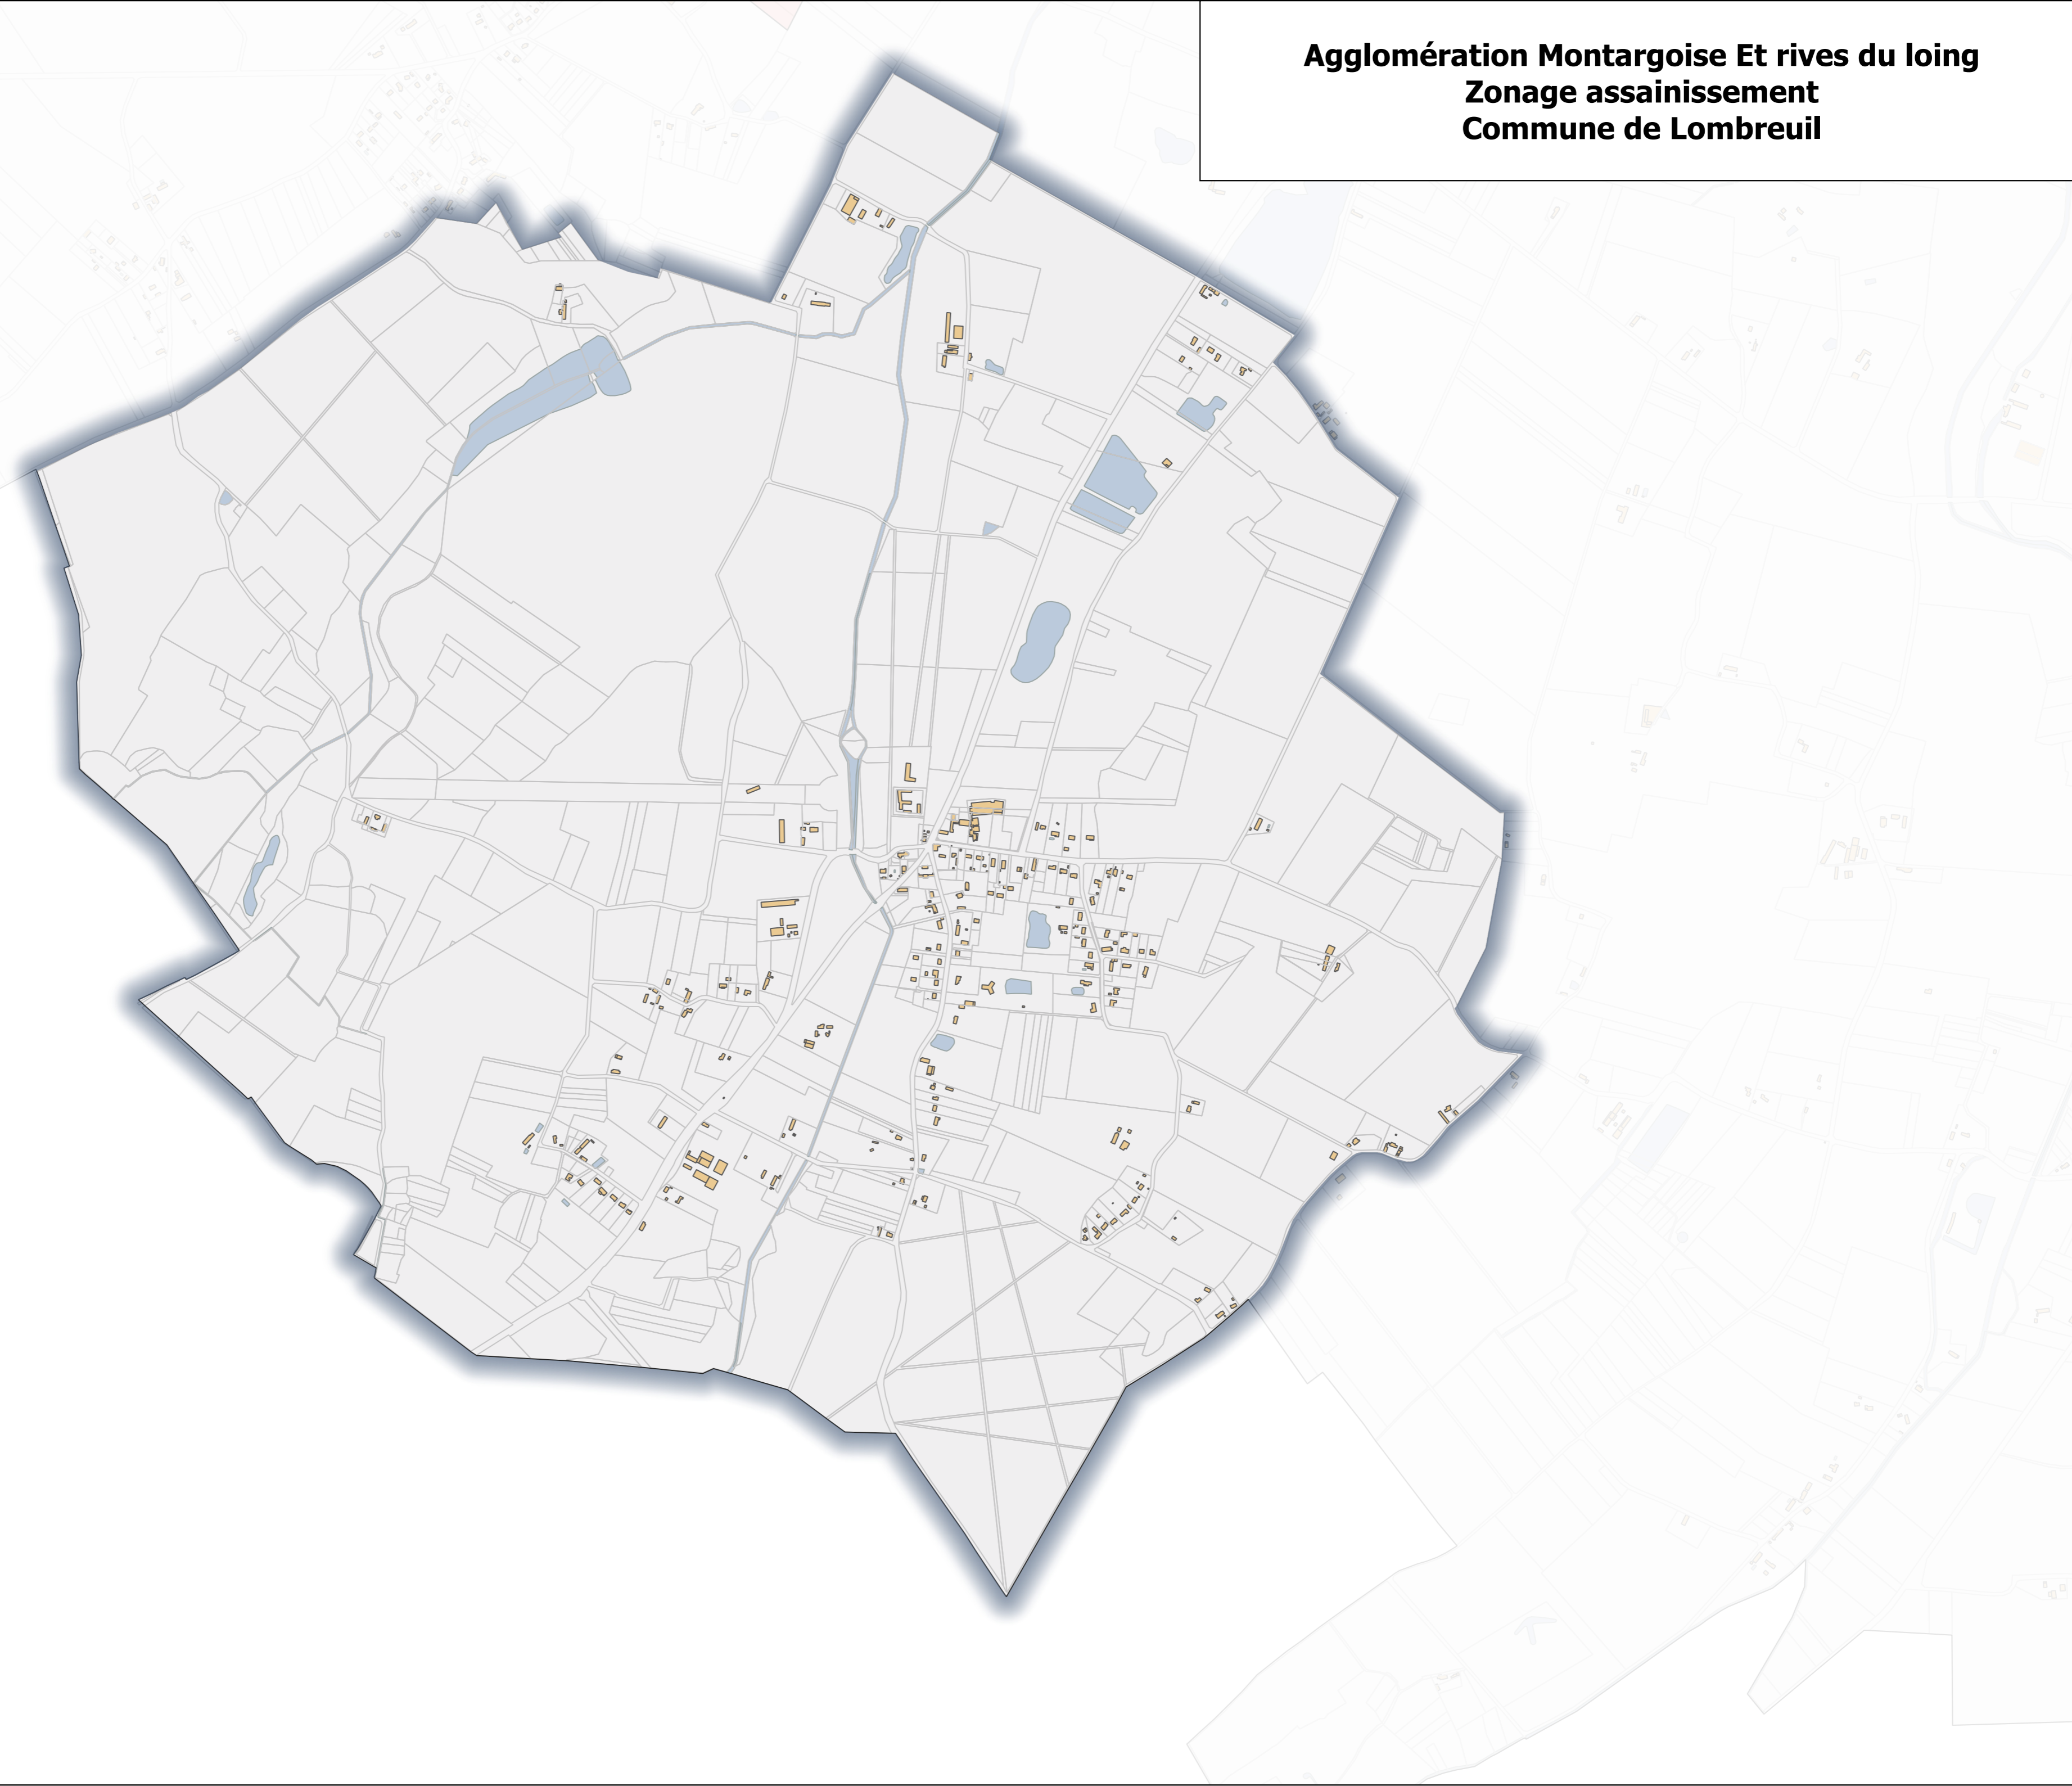 Agglomération Montargoise Et rives du loing
Zonage assainissement
Commune de Lombreuil